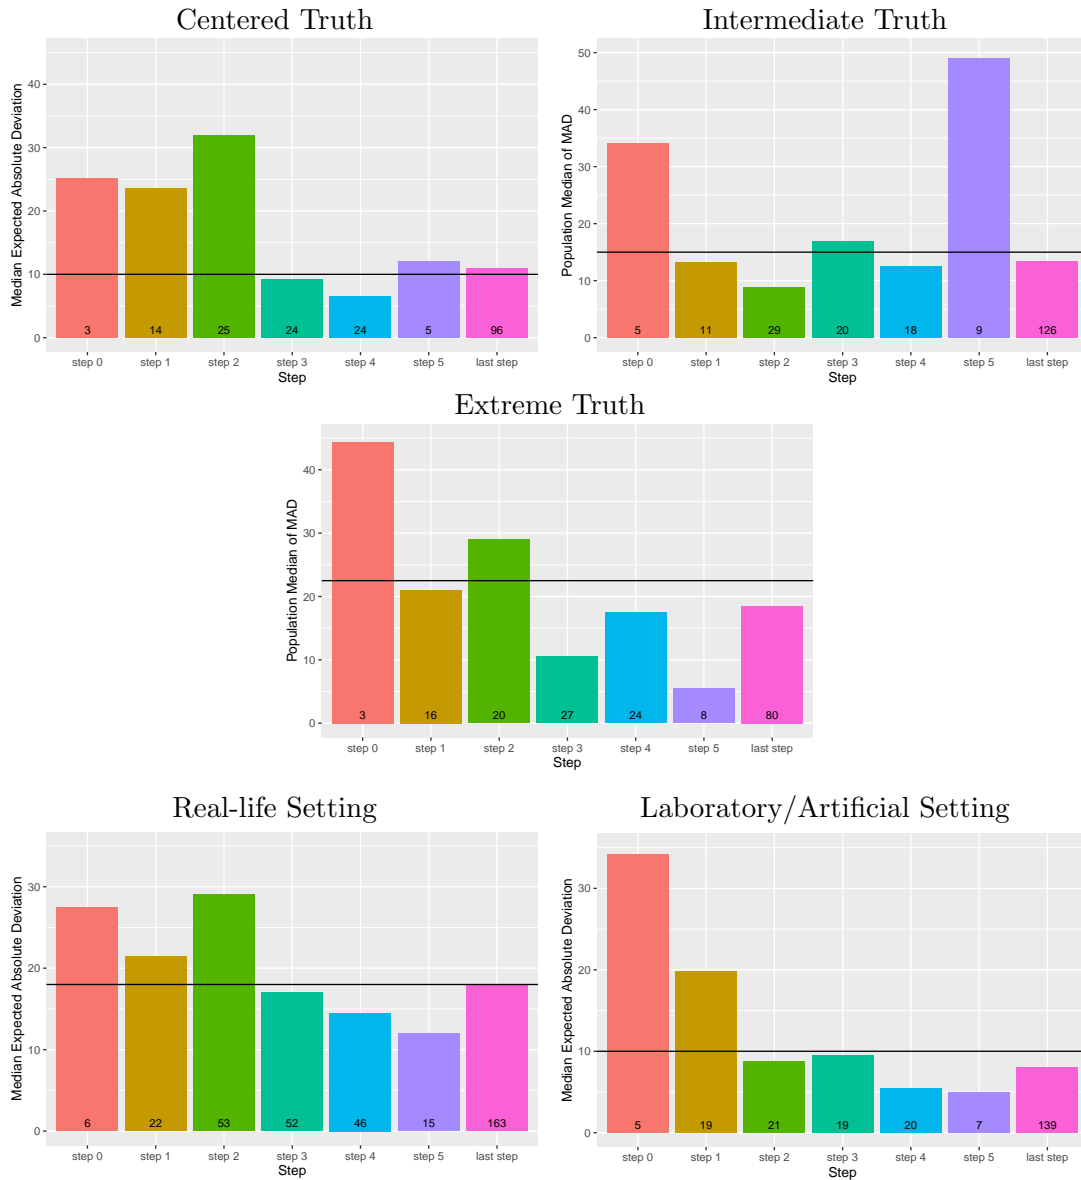 Centered Truth
Median Expected Absolute Deviation
40
30
20
10
0
3 14 25 24 24 5 96
step 0 step 1 step 2 step 3 step 4 step 5 last step
Step
Intermediate Truth
Population Median of MAD
50
40
30
20
10
0
5 11 29 20 18 9 126
step 0 step 1 step 2 step 3 step 4 step 5 last step
Step
Extreme Truth
Population Median of MAD
40
30
20
10
0
3 16 20 27 24 8 80
step 0 step 1 step 2 step 3 step 4 step 5 last step
Step
Real-life Setting
Median Expected Absolute Deviation
30
20
10
0
6 22 53 52 46 15 163
step 0 step 1 step 2 step 3 step 4 step 5 last step
Step
Laboratory/Artificial Setting
Median Expected Absolute Deviation
30
20
10
0
5 19 21 19 20 7 139
step 0 step 1 step 2 step 3 step 4 step 5 last step
Step